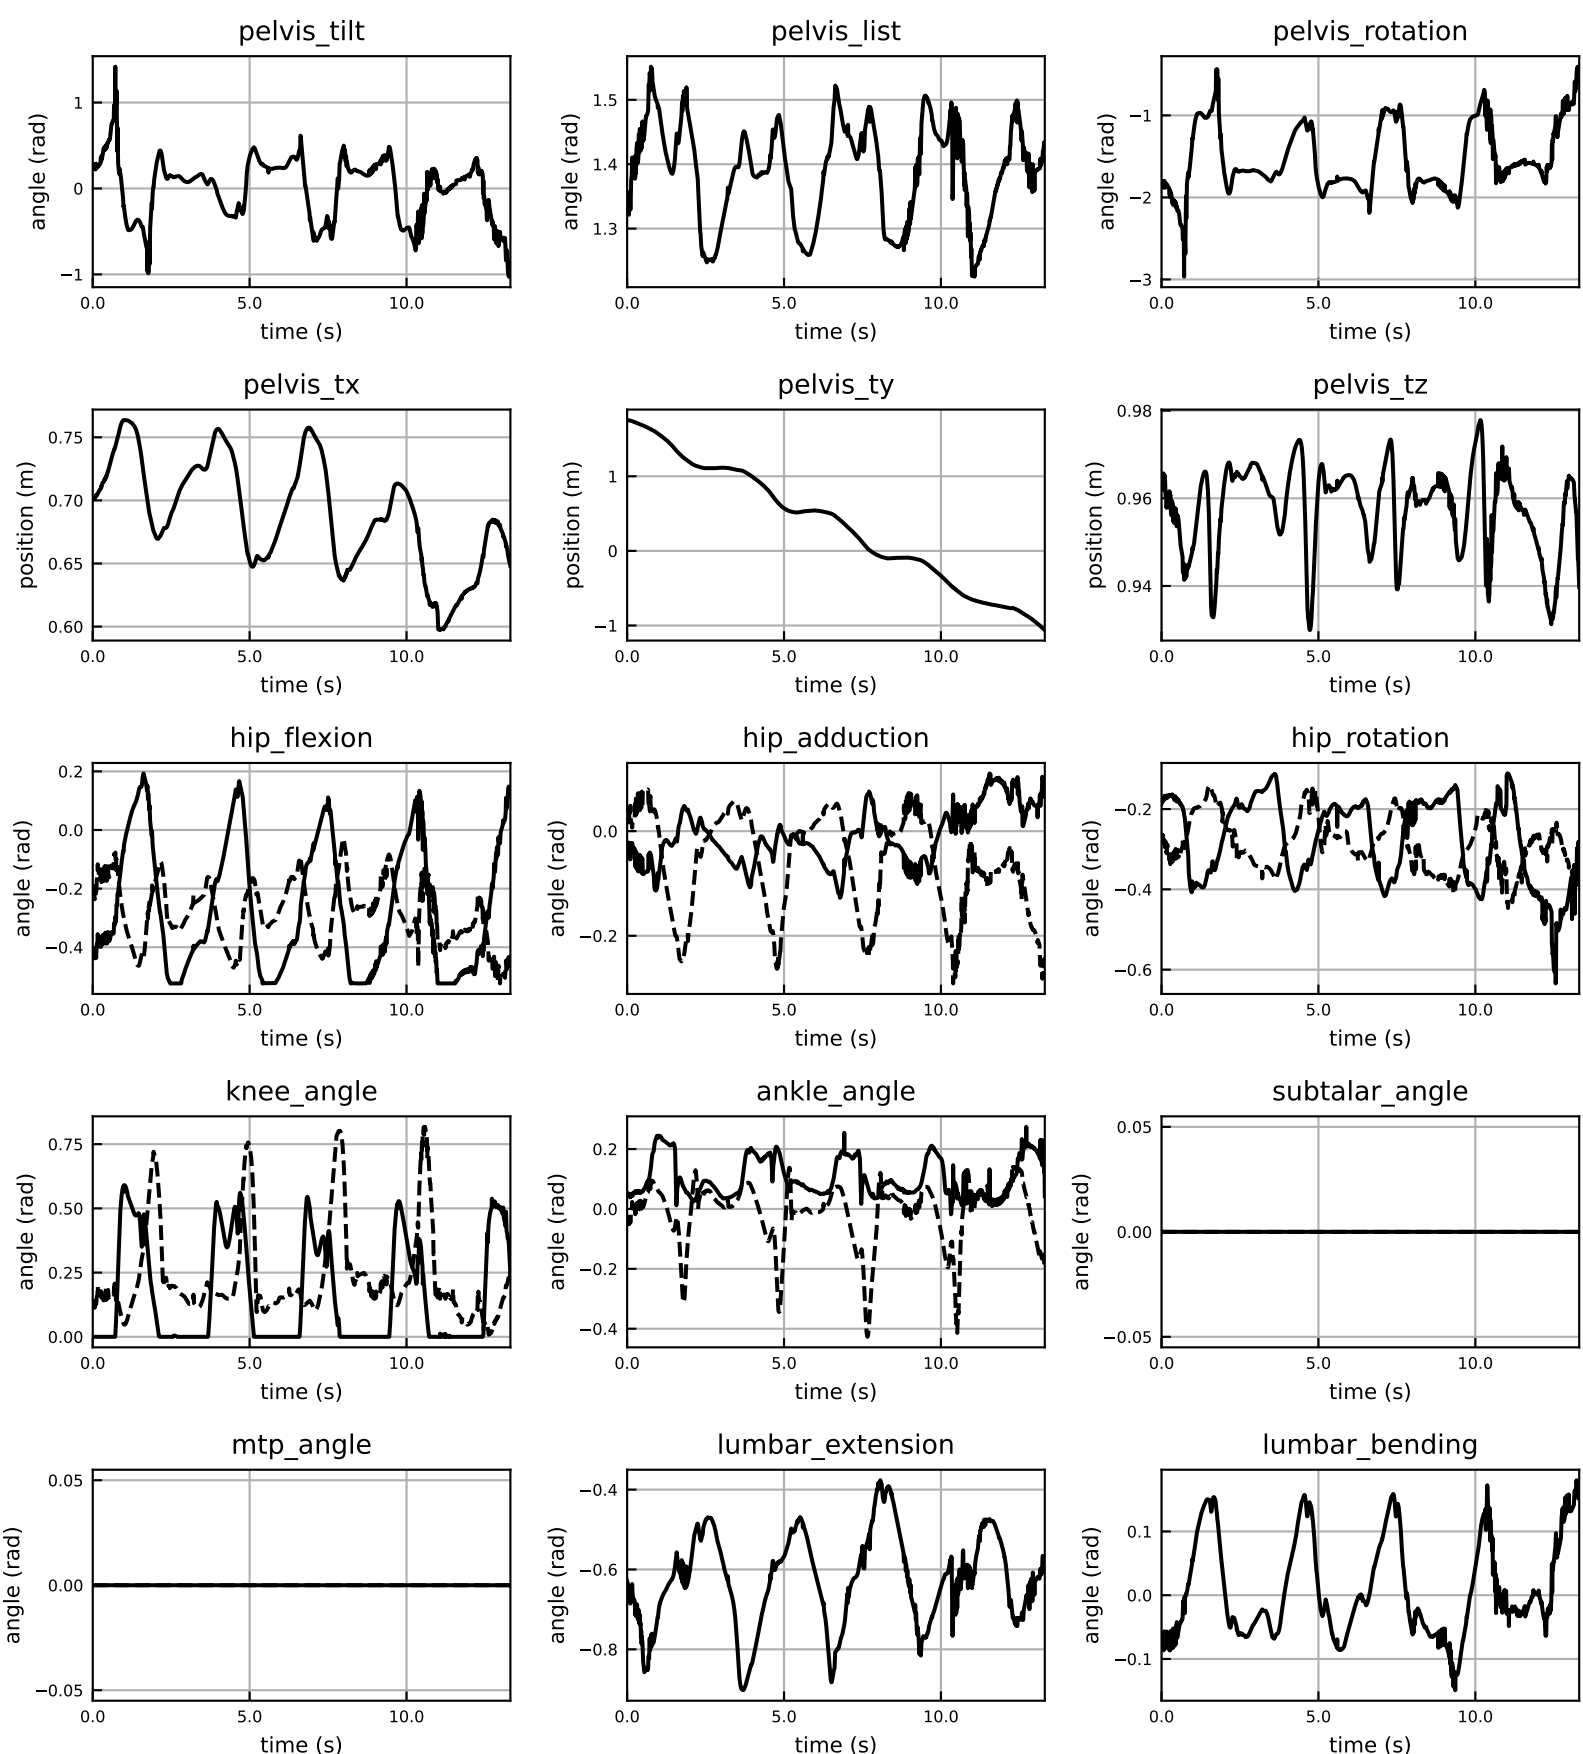 pelvis_tilt
angle (rad)
1
0
−1
0.0 5.0 10.0
time (s)
pelvis_list
angle (rad)
1.5
1.4
1.3
0.0 5.0 10.0
time (s)
pelvis_rotation
angle (rad)
−1
−2
−3
0.0 5.0 10.0
time (s)
pelvis_tx
position (m)
0.75
0.70
0.65
0.60
0.0 5.0 10.0
time (s)
pelvis_ty
position (m)
1
0
−1
0.0 5.0 10.0
time (s)
pelvis_tz
position (m)
0.98
0.96
0.94
0.0 5.0 10.0
time (s)
hip_flexion
angle (rad)
0.2
0.0
−0.2
−0.4
0.0 5.0 10.0
time (s)
hip_adduction
angle (rad)
0.0
−0.2
0.0 5.0 10.0
time (s)
hip_rotation
angle (rad)
−0.2
−0.4
−0.6
0.0 5.0 10.0
time (s)
knee_angle
angle (rad)
0.75
0.50
0.25
0.00
0.0 5.0 10.0
time (s)
ankle_angle
angle (rad)
0.2
0.0
−0.2
−0.4
0.0 5.0 10.0
time (s)
subtalar_angle
angle (rad)
0.05
0.00
−0.05
0.0 5.0 10.0
time (s)
mtp_angle
angle (rad)
0.05
0.00
−0.05
0.0 5.0 10.0
time (s)
lumbar_extension
angle (rad)
−0.4
−0.6
−0.8
0.0 5.0 10.0
time (s)
lumbar_bending
angle (rad)
0.1
0.0
−0.1
0.0 5.0 10.0
time (s)